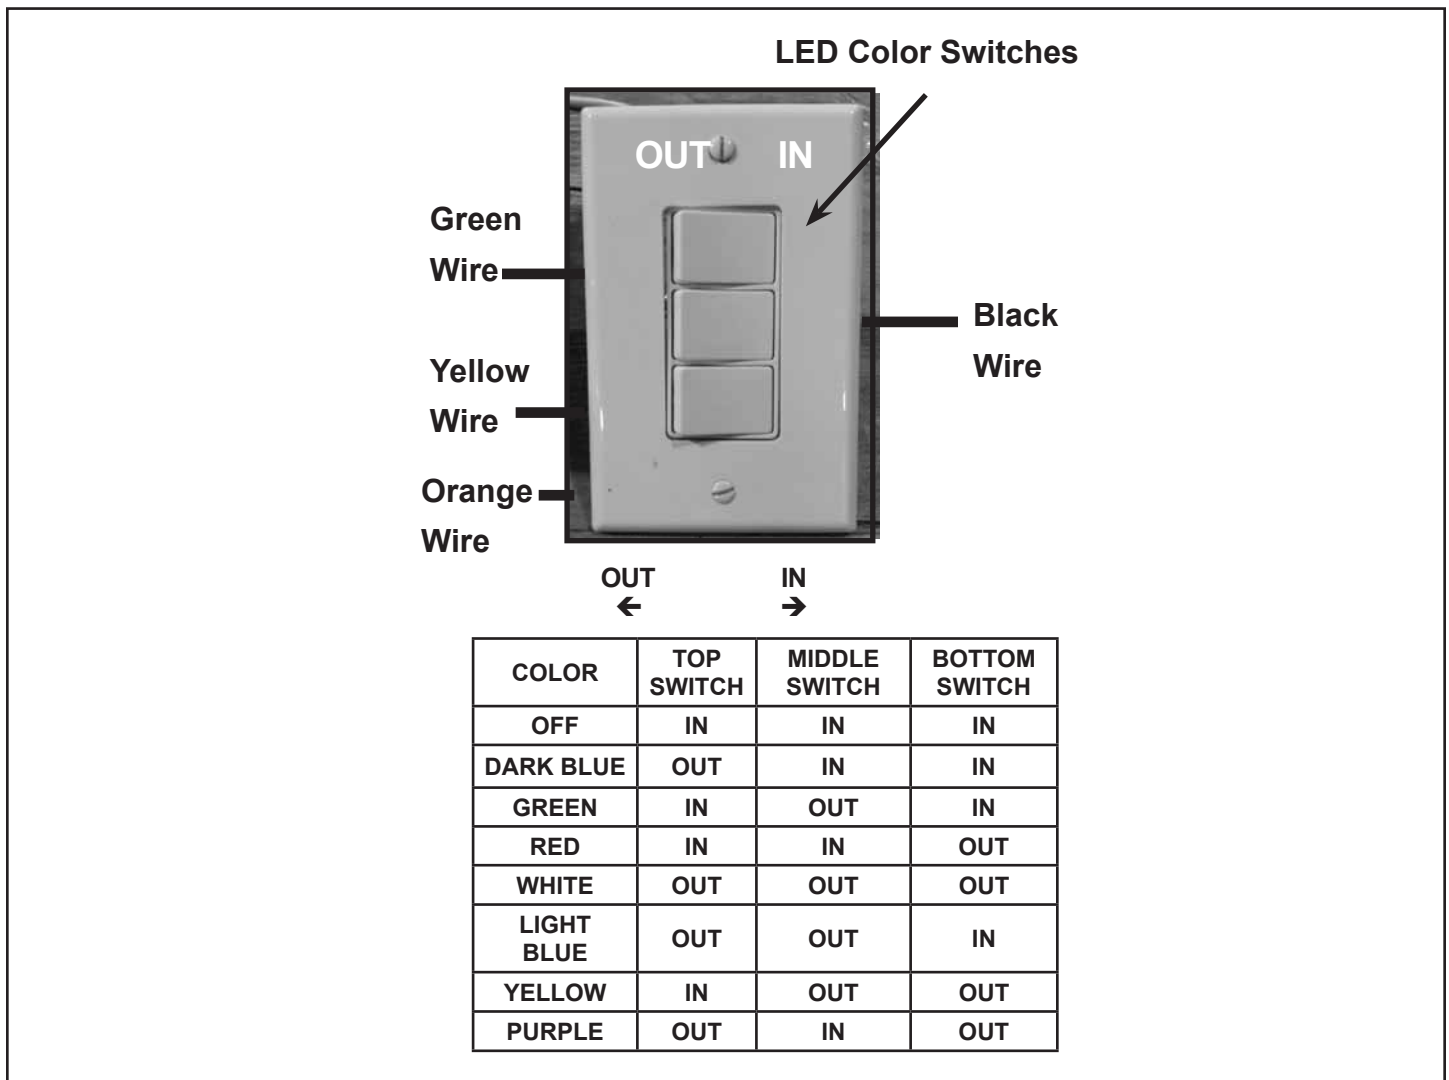 LED Color Switches
OUT IN
Green
Wire
Black
Wire
Yellow
Wire
Orange
Wire
OUT IN
← →
COLOR TOP SWITCH MIDDLE SWITCH BOTTOM SWITCH
OFF IN IN IN
DARK BLUE OUT IN IN
GREEN IN OUT IN
RED IN IN OUT
WHITE OUT OUT OUT
LIGHT BLUE OUT OUT IN
YELLOW IN OUT OUT
PURPLE OUT IN OUT